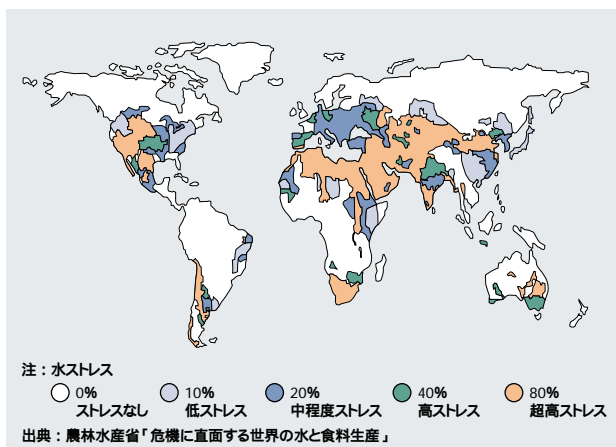 注：水ストレス
0% 10% 20% 40% 80%
ストレスなし 低ストレス 中程度ストレス 高ストレス 超高ストレス
出典：農林水産省「危機に直面する世界の水と食料生産」